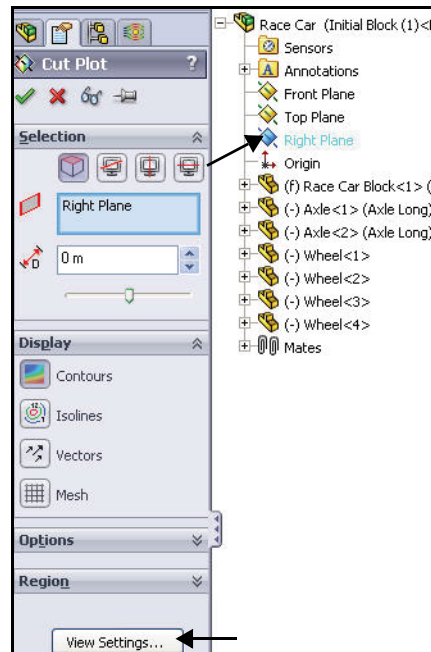 Cut Plot ?
Selection
Right Plane
D
0 m
Display
Contours
Isolines
Vectors
Mesh
Options
Region
View Settings...
Race Car (Initial Block (1)<
Sensors
A Annotations
Front Plane
Top Plane
Right Plane
Origin
(f) Race Car Block<1> (
(-) Axle<1> (Axle Long)
(-) Axle<2> (Axle Long)
(-) Wheel<1>
(-) Wheel<2>
(-) Wheel<3>
(-) Wheel<4>
Mates